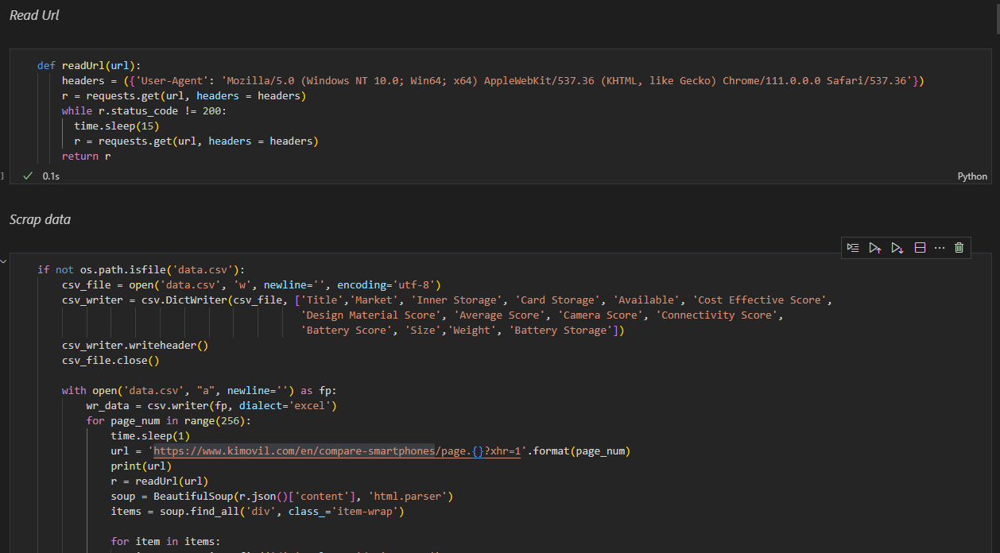 Read Url
def readUrl(url):
headers = ({'User-Agent': 'Mozilla/5.0 (Windows NT 10.0; Win64; x64) AppleWebKit/537.36 (KHTML, like Gecko) Chrome/111.0.0.0 Safari/537.36'})
r = requests.get(url, headers = headers)
while r.status_code != 200:
time.sleep(15)
r = requests.get(url, headers = headers)
return r
] ✓ 0.1s Python
Scrap data
if not os.path.isfile('data.csv'):
csv_file = open('data.csv', 'w', newline='', encoding='utf-8')
csv_writer = csv.DictWriter(csv_file, ['Title','Market', 'Inner Storage', 'Card Storage', 'Available', 'Cost Effective Score',
'Design Material Score', 'Average Score', 'Camera Score', 'Connectivity Score',
'Battery Score', 'Size','Weight', 'Battery Storage'])
csv_writer.writeheader()
csv_file.close()
with open('data.csv', "a", newline='') as fp:
wr_data = csv.writer(fp, dialect='excel')
for page_num in range(256):
time.sleep(1)
url = 'https://www.kimovil.com/en/compare-smartphones/page.{}?xhr=1'.format(page_num)
print(url)
r = readUrl(url)
soup = BeautifulSoup(r.json()['content'], 'html.parser')
items = soup.find_all('div', class_='item-wrap')
for item in items: